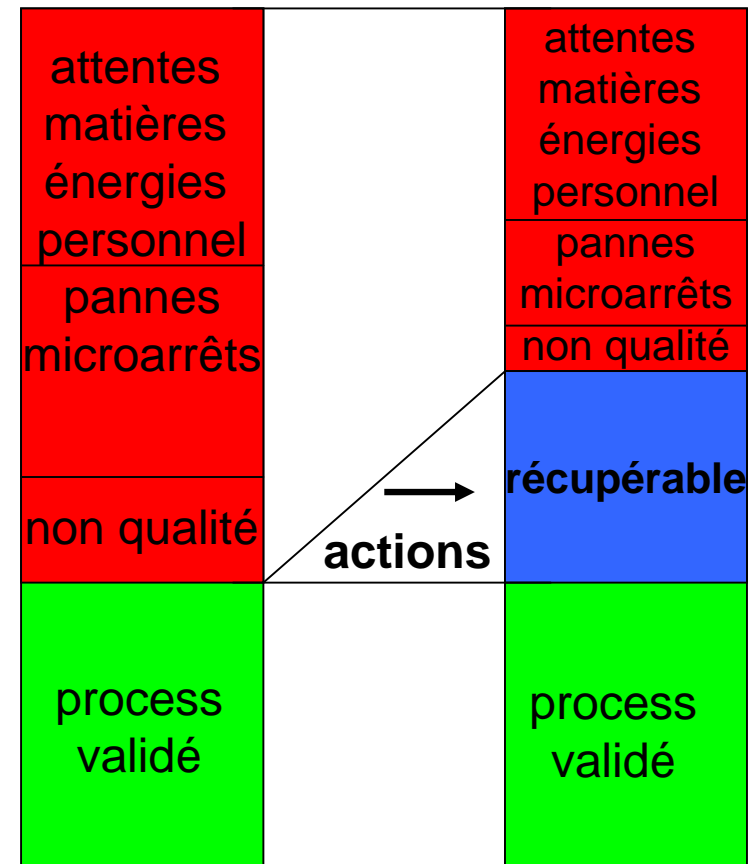 attentes
matières
énergies
personnel
pannes
microarrêts
non qualité
process
validé
actions
attentes
matières
énergies
personnel
pannes
microarrêts
non qualité
récupérable
process
validé